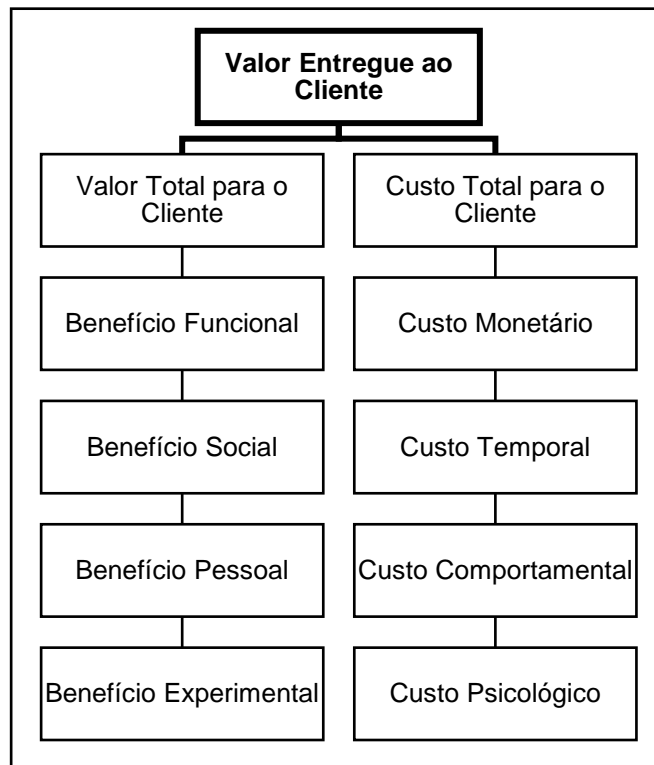 Valor Entregue ao
Cliente
Valor Total para o
Cliente
Custo Total para o
Cliente
Benefício Funcional
Custo Monetário
Benefício Social
Custo Temporal
Benefício Pessoal
Custo Comportamental
Benefício Experimental
Custo Psicológico